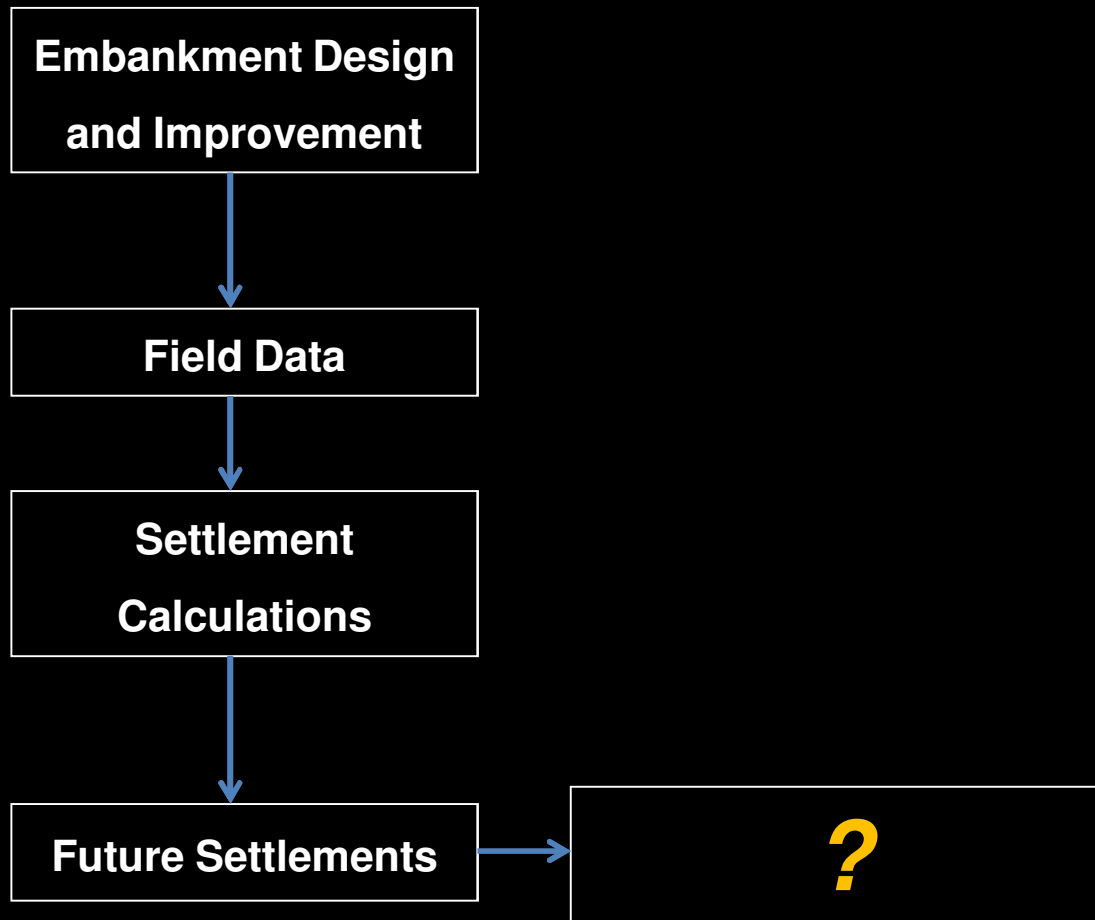 Embankment Design
and Improvement
Field Data
Settlement
Calculations
Future Settlements
?